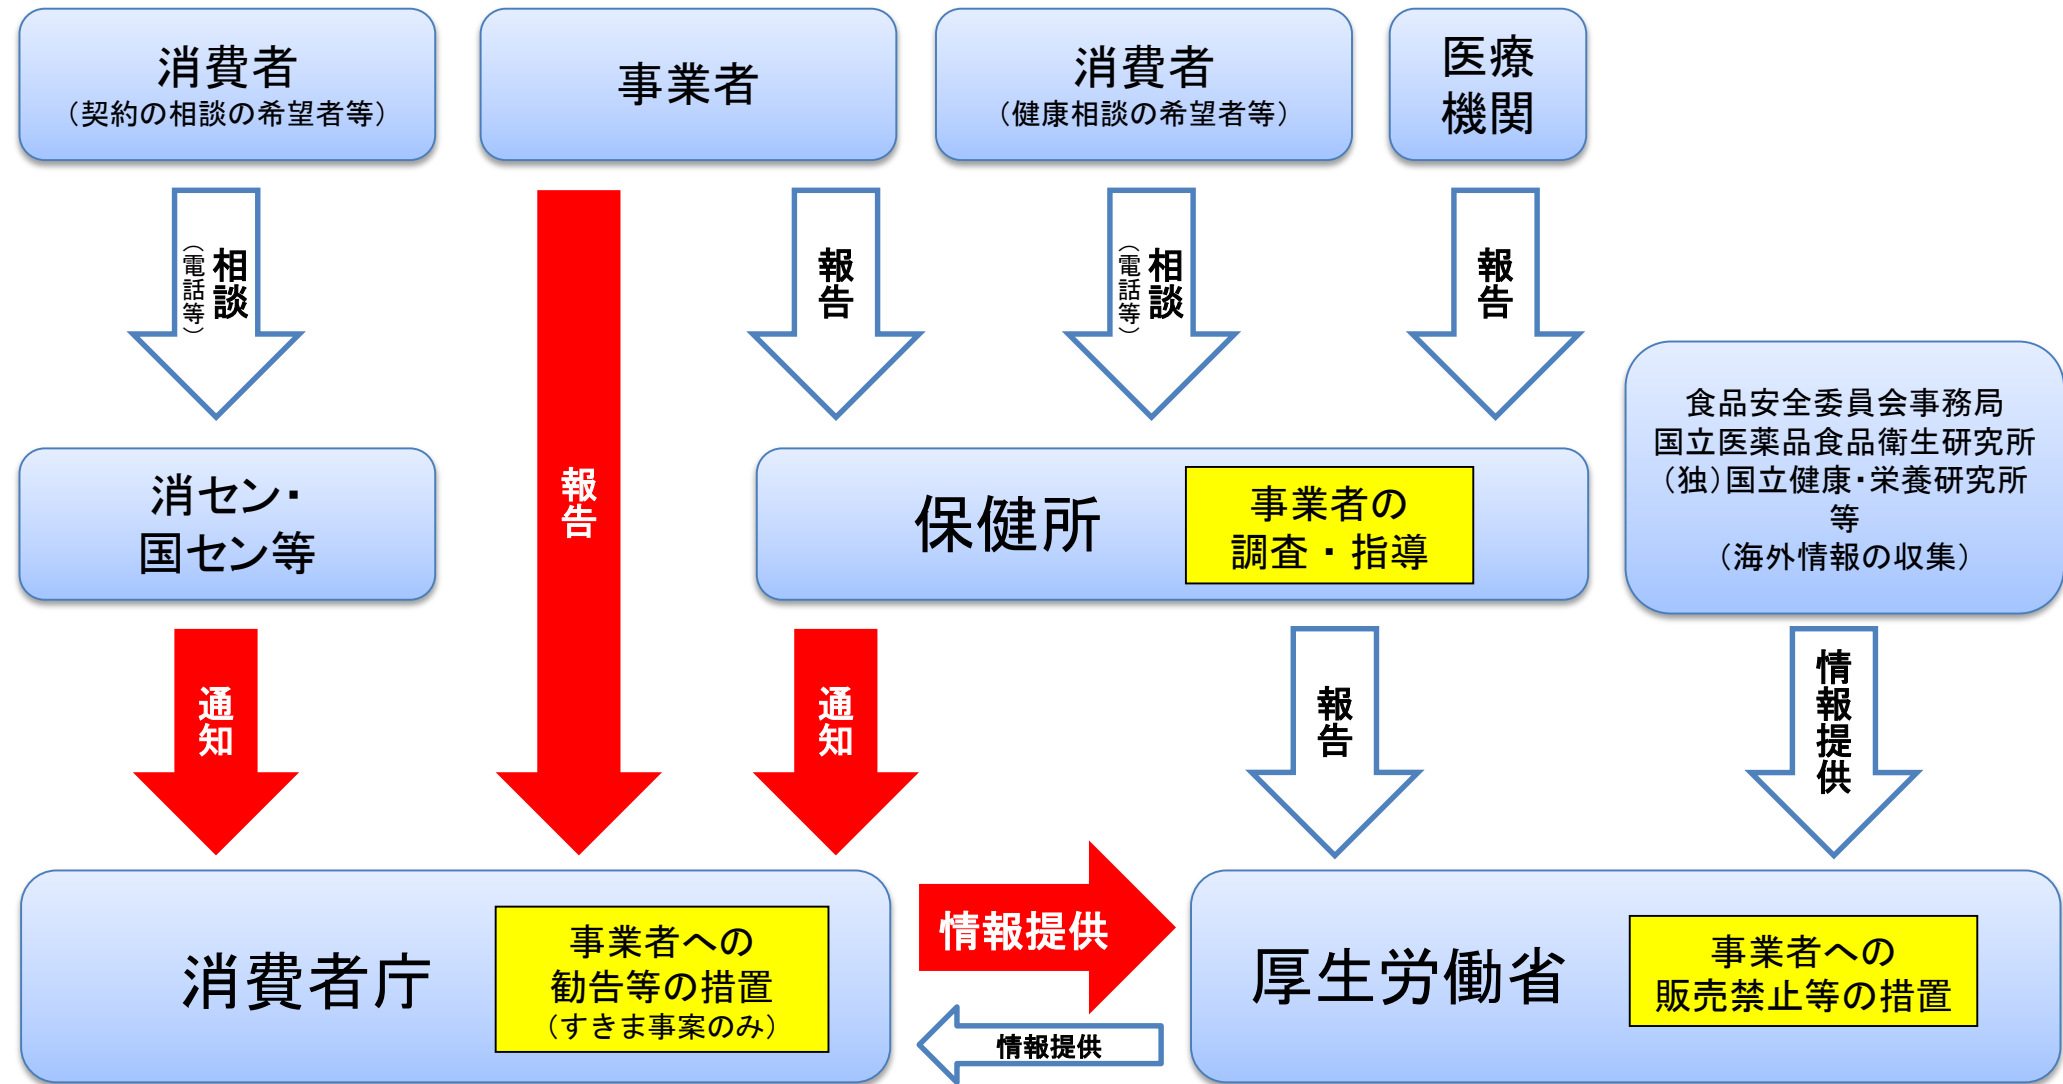 消費者
（契約の相談の希望者等）
事業者
消費者
（健康相談の希望者等）
医療
機関
相談
（電話等）
報告
相談
（電話等）
報告
報告
消セン・
国セン等
保健所
事業者の
調査・指導
食品安全委員会事務局
国立医薬品食品衛生研究所
（独）国立健康・栄養研究所
等
（海外情報の収集）
通知
通知
報告
情報提供
消費者庁
事業者への
勧告等の措置
（すきま事案のみ）
情報提供
情報提供
厚生労働省
事業者への
販売禁止等の措置